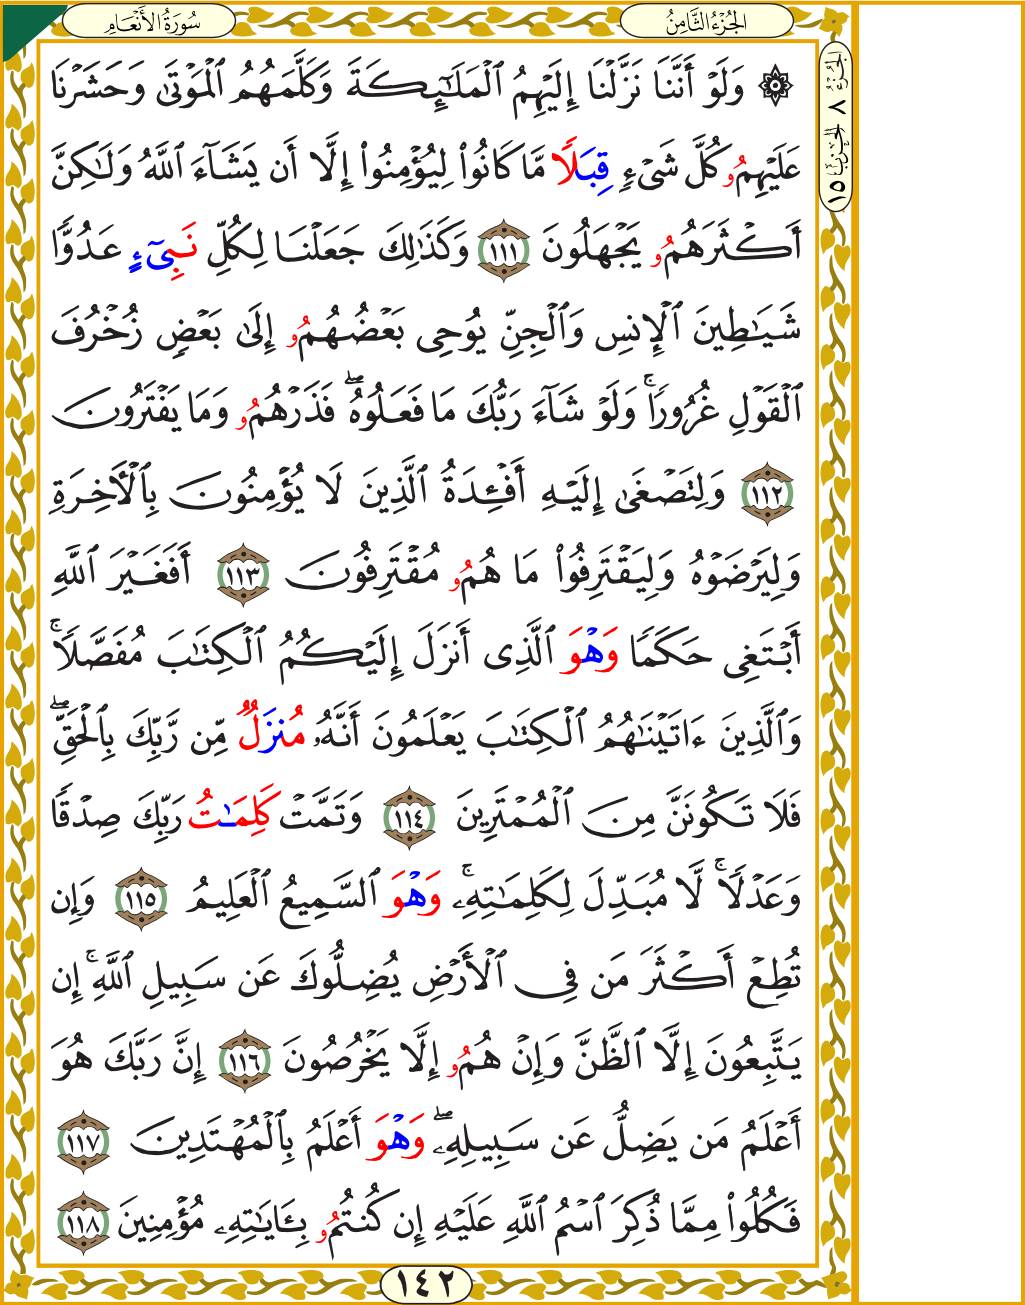 سُورَةُ الأَنْعَامِ
الجُزْءُ الثَّامِنُ
الجزء ٨ الحزب ١٥
۞ وَلَوۡ أَنَّنَا نَزَّلۡنَا إِلَيۡهِمُ ٱلۡمَلَٰٓئِكَةَ وَكَلَّمَهُمُ ٱلۡمَوۡتَىٰ وَحَشَرۡنَا
عَلَيۡهِمُۥ كُلَّ شَيۡءٖ قِبَلٗا مَّا كَانُواْ لِيُؤۡمِنُواْ إِلَّآ أَن يَشَآءَ ٱللَّهُ وَلَٰكِنَّ
أَكۡثَرَهُمُۥ يَجۡهَلُونَ ١١١ وَكَذَٰلِكَ جَعَلۡنَا لِكُلِّ نَبِيٓءٍ عَدُوّٗا
شَيَٰطِينَ ٱلۡإِنسِ وَٱلۡجِنِّ يُوحِي بَعۡضُهُمُۥ إِلَىٰ بَعۡضٖ زُخۡرُفَ
ٱلۡقَوۡلِ غُرُورٗاۚ وَلَوۡ شَآءَ رَبُّكَ مَا فَعَلُوهُۖ فَذَرۡهُمُۥ وَمَا يَفۡتَرُونَ
١١٢ وَلِتَصۡغَىٰٓ إِلَيۡهِ أَفۡـِٔدَةُ ٱلَّذِينَ لَا يُؤۡمِنُونَ بِٱلۡأٓخِرَةِ
وَلِيَرۡضَوۡهُ وَلِيَقۡتَرِفُواْ مَا هُمُۥ مُقۡتَرِفُونَ ١١٣ أَفَغَيۡرَ ٱللَّهِ
أَبۡتَغِي حَكَمٗا وَهۡوَ ٱلَّذِيٓ أَنزَلَ إِلَيۡكُمُ ٱلۡكِتَٰبَ مُفَصَّلٗاۚ
وَٱلَّذِينَ ءَاتَيۡنَٰهُمُ ٱلۡكِتَٰبَ يَعۡلَمُونَ أَنَّهُۥ مُنزَلٞ مِّن رَّبِّكَ بِٱلۡحَقِّۖ
فَلَا تَكُونَنَّ مِنَ ٱلۡمُمۡتَرِينَ ١١٤ وَتَمَّتۡ كَلِمَٰتُ رَبِّكَ صِدۡقٗا
وَعَدۡلٗاۚ لَّا مُبَدِّلَ لِكَلِمَٰتِهِۦۚ وَهۡوَ ٱلسَّمِيعُ ٱلۡعَلِيمُ ١١٥ وَإِن
تُطِعۡ أَكۡثَرَ مَن فِي ٱلۡأَرۡضِ يُضِلُّوكَ عَن سَبِيلِ ٱللَّهِۚ إِن
يَتَّبِعُونَ إِلَّا ٱلظَّنَّ وَإِنۡ هُمُۥ إِلَّا يَخۡرُصُونَ ١١٦ إِنَّ رَبَّكَ هُوَ
أَعۡلَمُ مَن يَضِلُّ عَن سَبِيلِهِۦۖ وَهۡوَ أَعۡلَمُ بِٱلۡمُهۡتَدِينَ ١١٧
فَكُلُواْ مِمَّا ذُكِرَ ٱسۡمُ ٱللَّهِ عَلَيۡهِ إِن كُنتُمُۥ بِـَٔايَٰتِهِۦ مُؤۡمِنِينَ ١١٨
١٤٢